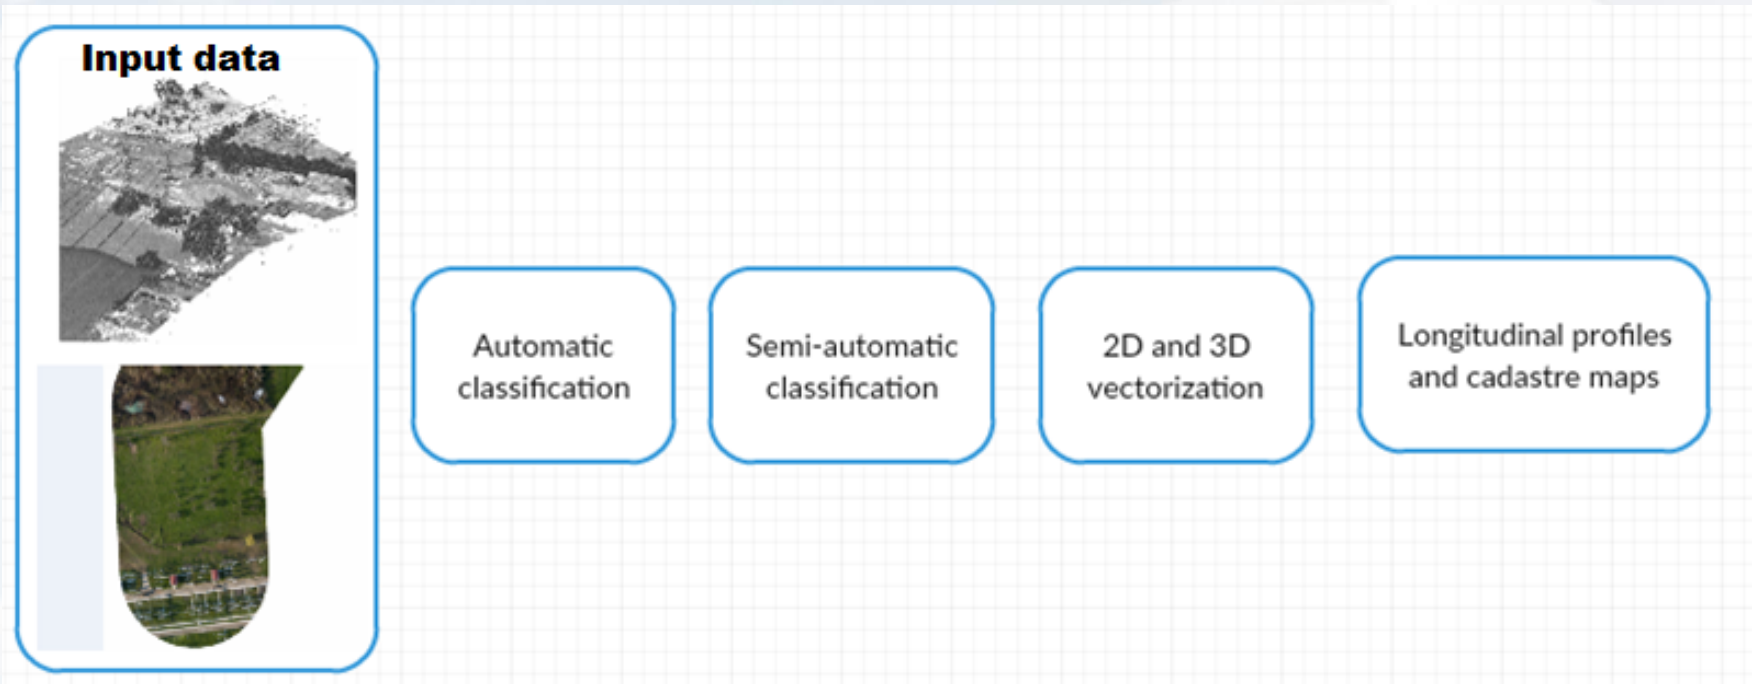 Input data
Automatic
classification
Semi-automatic
classification
2D and 3D
vectorization
Longitudinal profiles
and cadastre maps